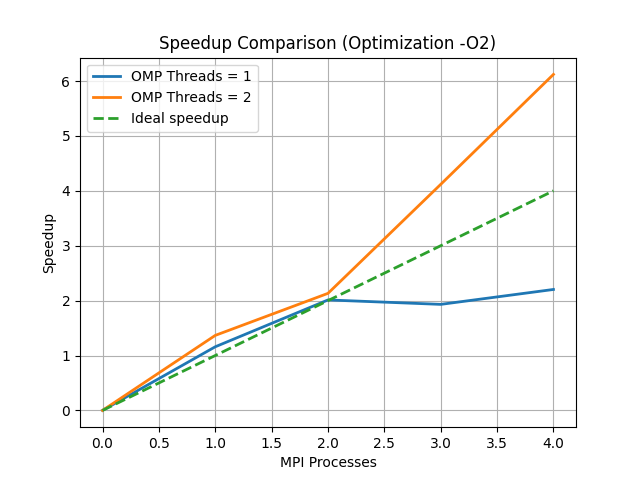 Speedup Comparison (Optimization -O2)
OMP Threads = 1
OMP Threads = 2
Ideal speedup
6
5
4
3
2
1
0
Speedup
0.0 0.5 1.0 1.5 2.0 2.5 3.0 3.5 4.0
MPI Processes